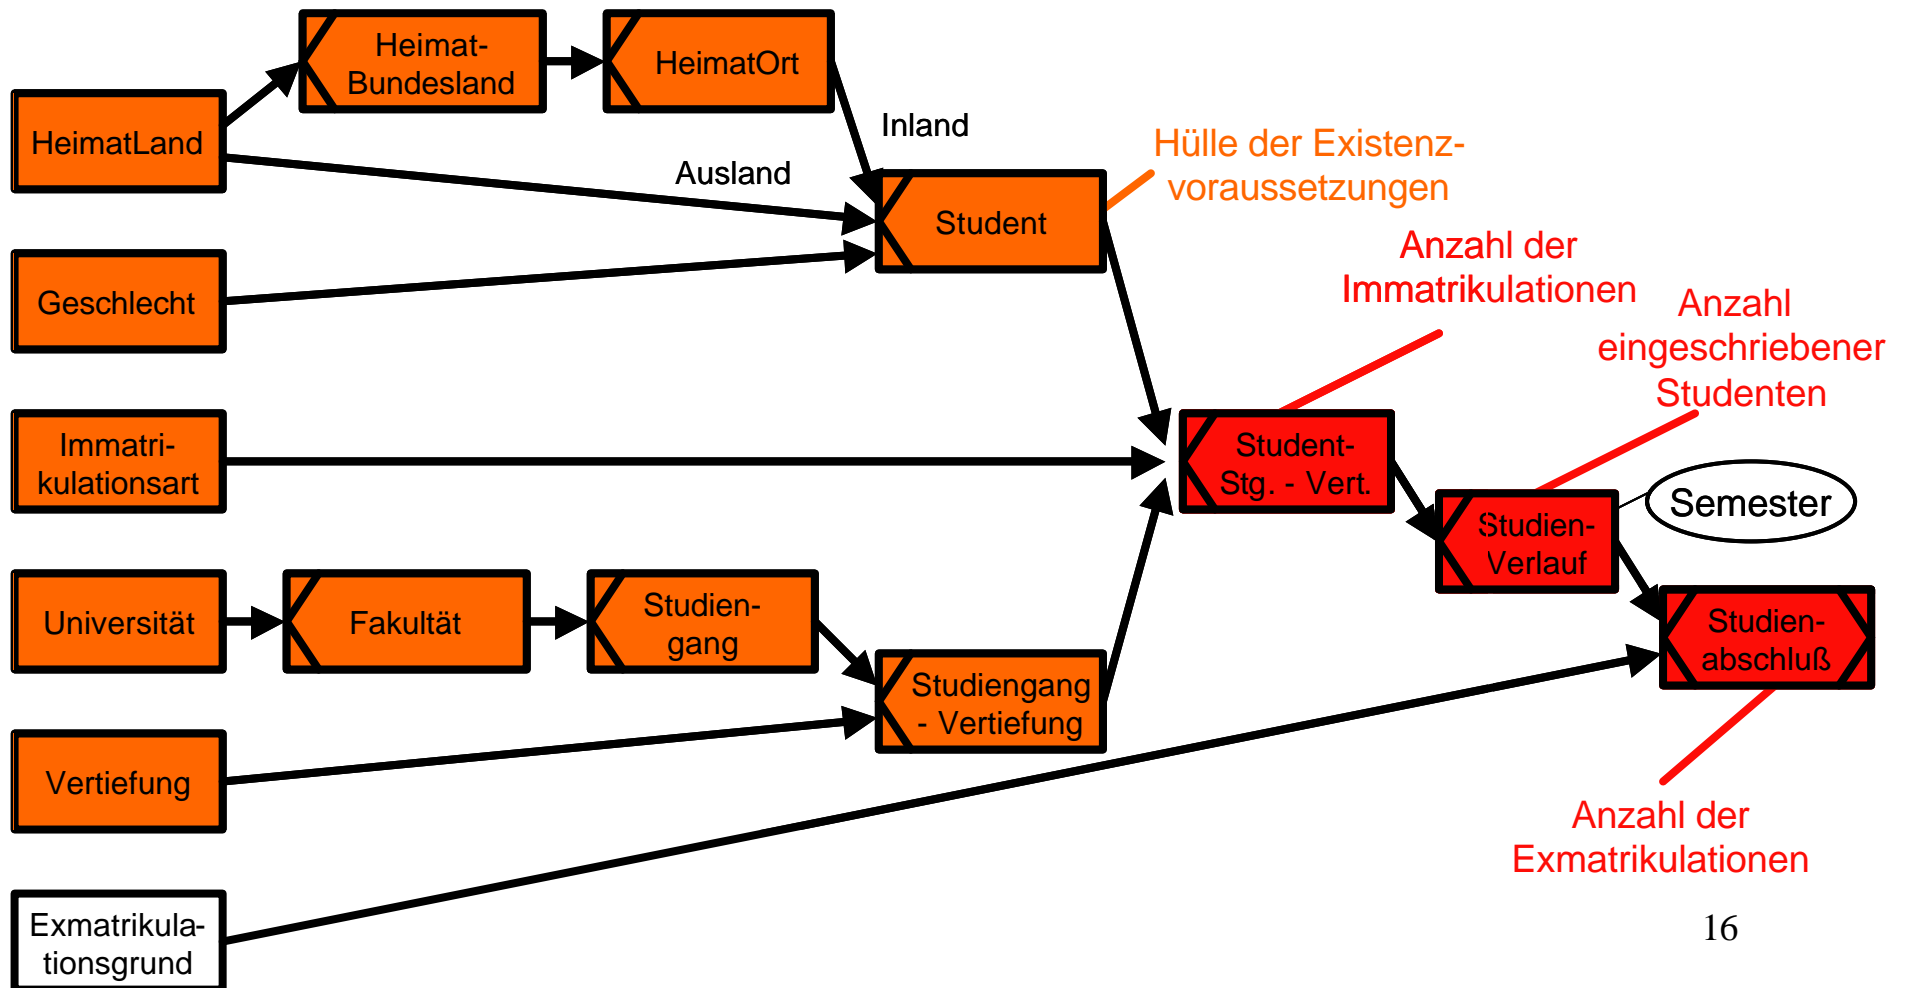 Heimat-
Bundesland
HeimatOrt
HeimatLand
Inland
Ausland
Hülle der Existenz-
voraussetzungen
Student
Anzahl der
Immatrikulationen
Geschlecht
Anzahl
eingeschriebener
Studenten
Immatri-
kulationsart
Student-
Stg. - Vert.
Semester
Studien-
Verlauf
Universität
Fakultät
Studien-
gang
Studien-
abschluß
Studiengang
- Vertiefung
Vertiefung
Anzahl der
Exmatrikulationen
Exmatrikula-
tionsgrund
16